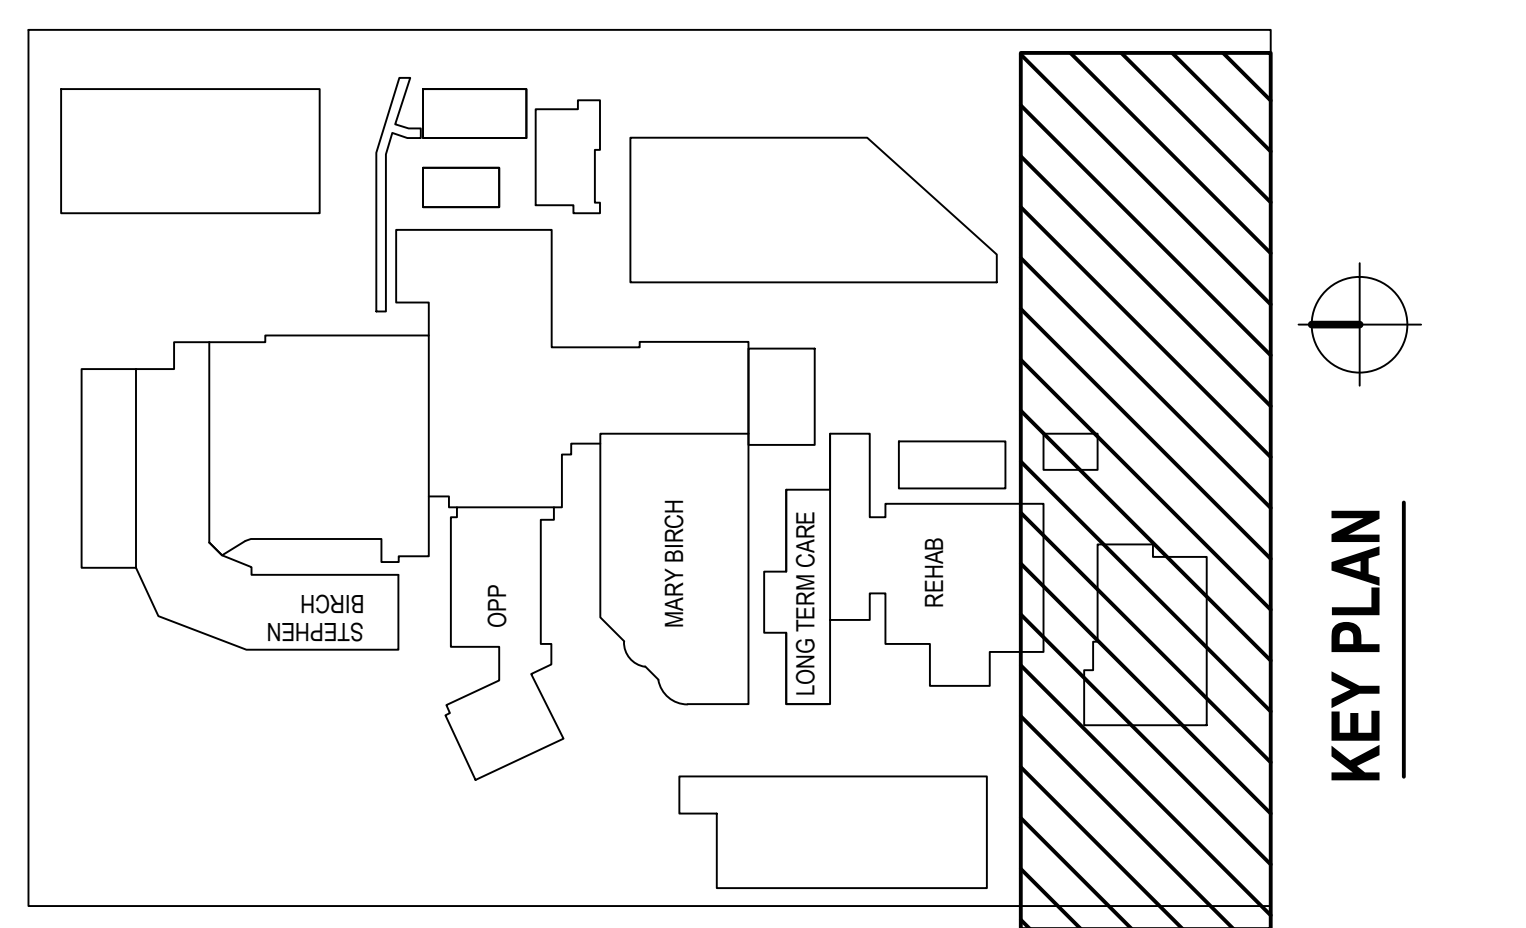 STEPHEN
BIRCH
OPP
MARY BIRCH
LONG TERM CARE
REHAB
KEY PLAN